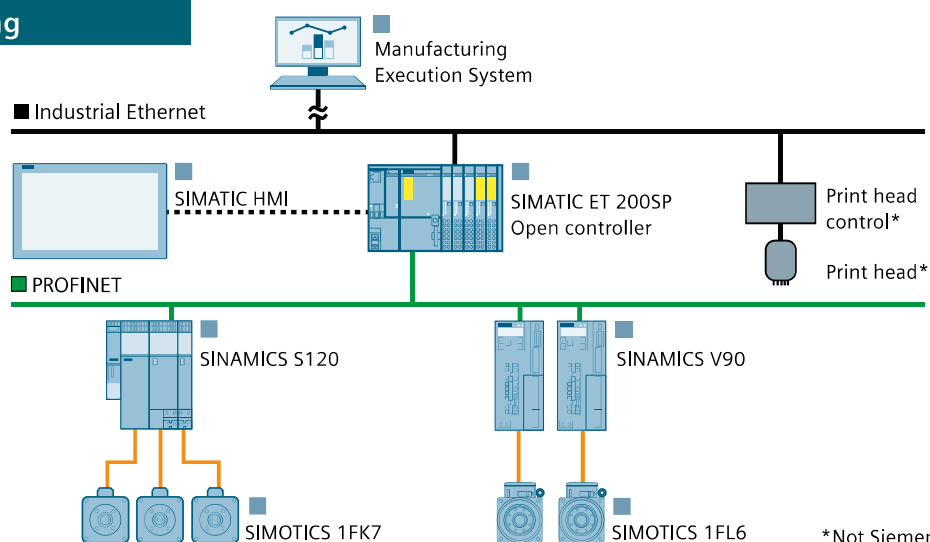 Manufacturing
Execution System
Industrial Ethernet
SIMATIC HMI
SIMATIC ET 200SP
Open controller
Print head
control*
Print head*
PROFINET
SINAMICS S120
SINAMICS V90
SIMOTICS 1FK7
SIMOTICS 1FL6
*Not